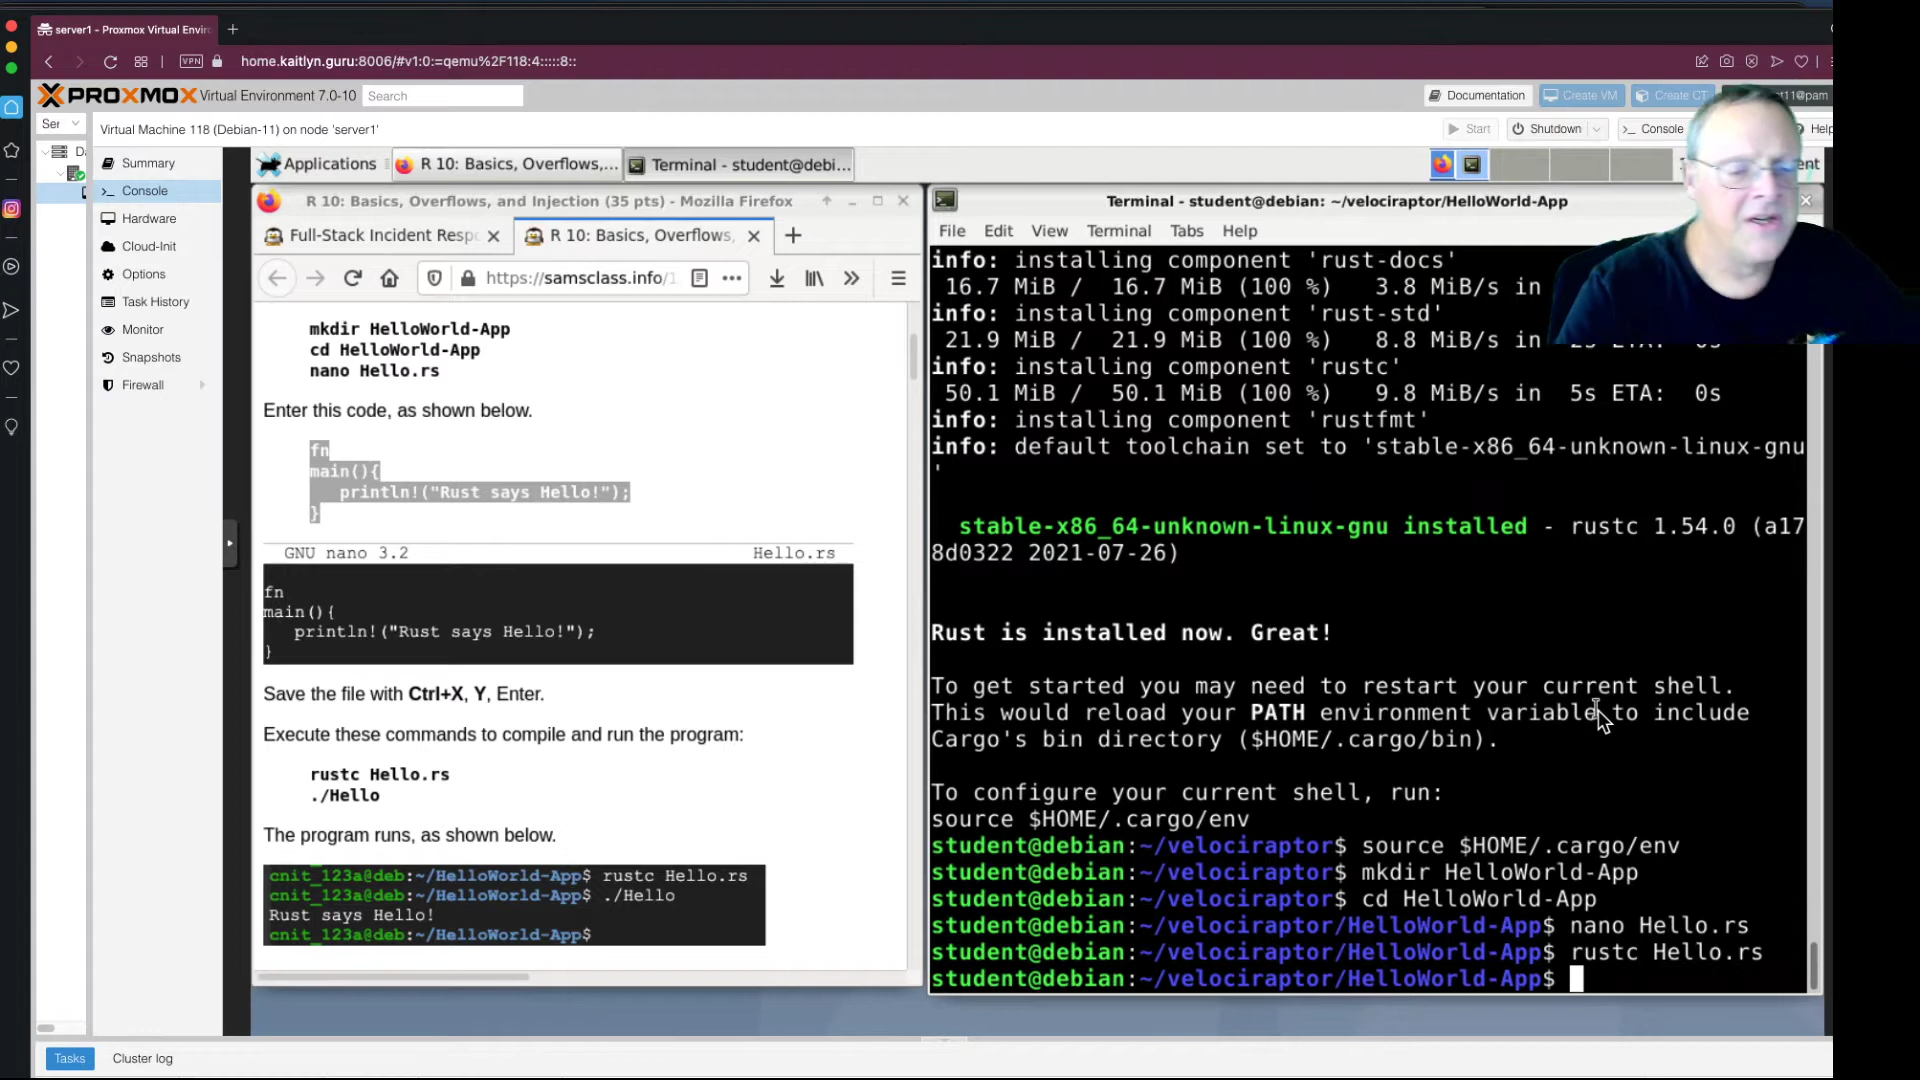 server1 - Proxmox Virtual Envir
VPN
home.kaitlyn.guru:8006/#v1:0:=qemu%2F118:4:::::8::
PROXMOX Virtual Environment 7.0-10 Search
Documentation Create VM Create CT t11@pam
Ser
Virtual Machine 118 (Debian-11) on node 'server1'
Start Shutdown Console Help
Summary
Console
Hardware
Cloud-Init
Options
Task History
Monitor
Snapshots
Firewall
Applications R 10: Basics, Overflows,... Terminal - student@debi...
R 10: Basics, Overflows, and Injection (35 pts) - Mozilla Firefox
Full-Stack Incident Resp R 10: Basics, Overflows,
https://samsclass.info/1
mkdir HelloWorld-App
cd HelloWorld-App
nano Hello.rs
Enter this code, as shown below.
fn
main(){
println!("Rust says Hello!");
}
GNU nano 3.2 Hello.rs
fn
main(){
println!("Rust says Hello!");
}
Save the file with Ctrl+X, Y, Enter.
Execute these commands to compile and run the program:
rustc Hello.rs
./Hello
The program runs, as shown below.
cnit_123a@deb:~/HelloWorld-App$ rustc Hello.rs
cnit_123a@deb:~/HelloWorld-App$ ./Hello
Rust says Hello!
cnit_123a@deb:~/HelloWorld-App$
Terminal - student@debian: ~/velociraptor/HelloWorld-App
File Edit View Terminal Tabs Help
info: installing component 'rust-docs'
16.7 MiB / 16.7 MiB (100 %) 3.8 MiB/s in
info: installing component 'rust-std'
21.9 MiB / 21.9 MiB (100 %) 8.8 MiB/s in 2s ETA: 0s
info: installing component 'rustc'
50.1 MiB / 50.1 MiB (100 %) 9.8 MiB/s in 5s ETA: 0s
info: installing component 'rustfmt'
info: default toolchain set to 'stable-x86_64-unknown-linux-gnu
'
stable-x86_64-unknown-linux-gnu installed - rustc 1.54.0 (a17
8d0322 2021-07-26)
Rust is installed now. Great!
To get started you may need to restart your current shell.
This would reload your PATH environment variable to include
Cargo's bin directory ($HOME/.cargo/bin).
To configure your current shell, run:
source $HOME/.cargo/env
student@debian:~/velociraptor$ source $HOME/.cargo/env
student@debian:~/velociraptor$ mkdir HelloWorld-App
student@debian:~/velociraptor$ cd HelloWorld-App
student@debian:~/velociraptor/HelloWorld-App$ nano Hello.rs
student@debian:~/velociraptor/HelloWorld-App$ rustc Hello.rs
student@debian:~/velociraptor/HelloWorld-App$
Tasks Cluster log